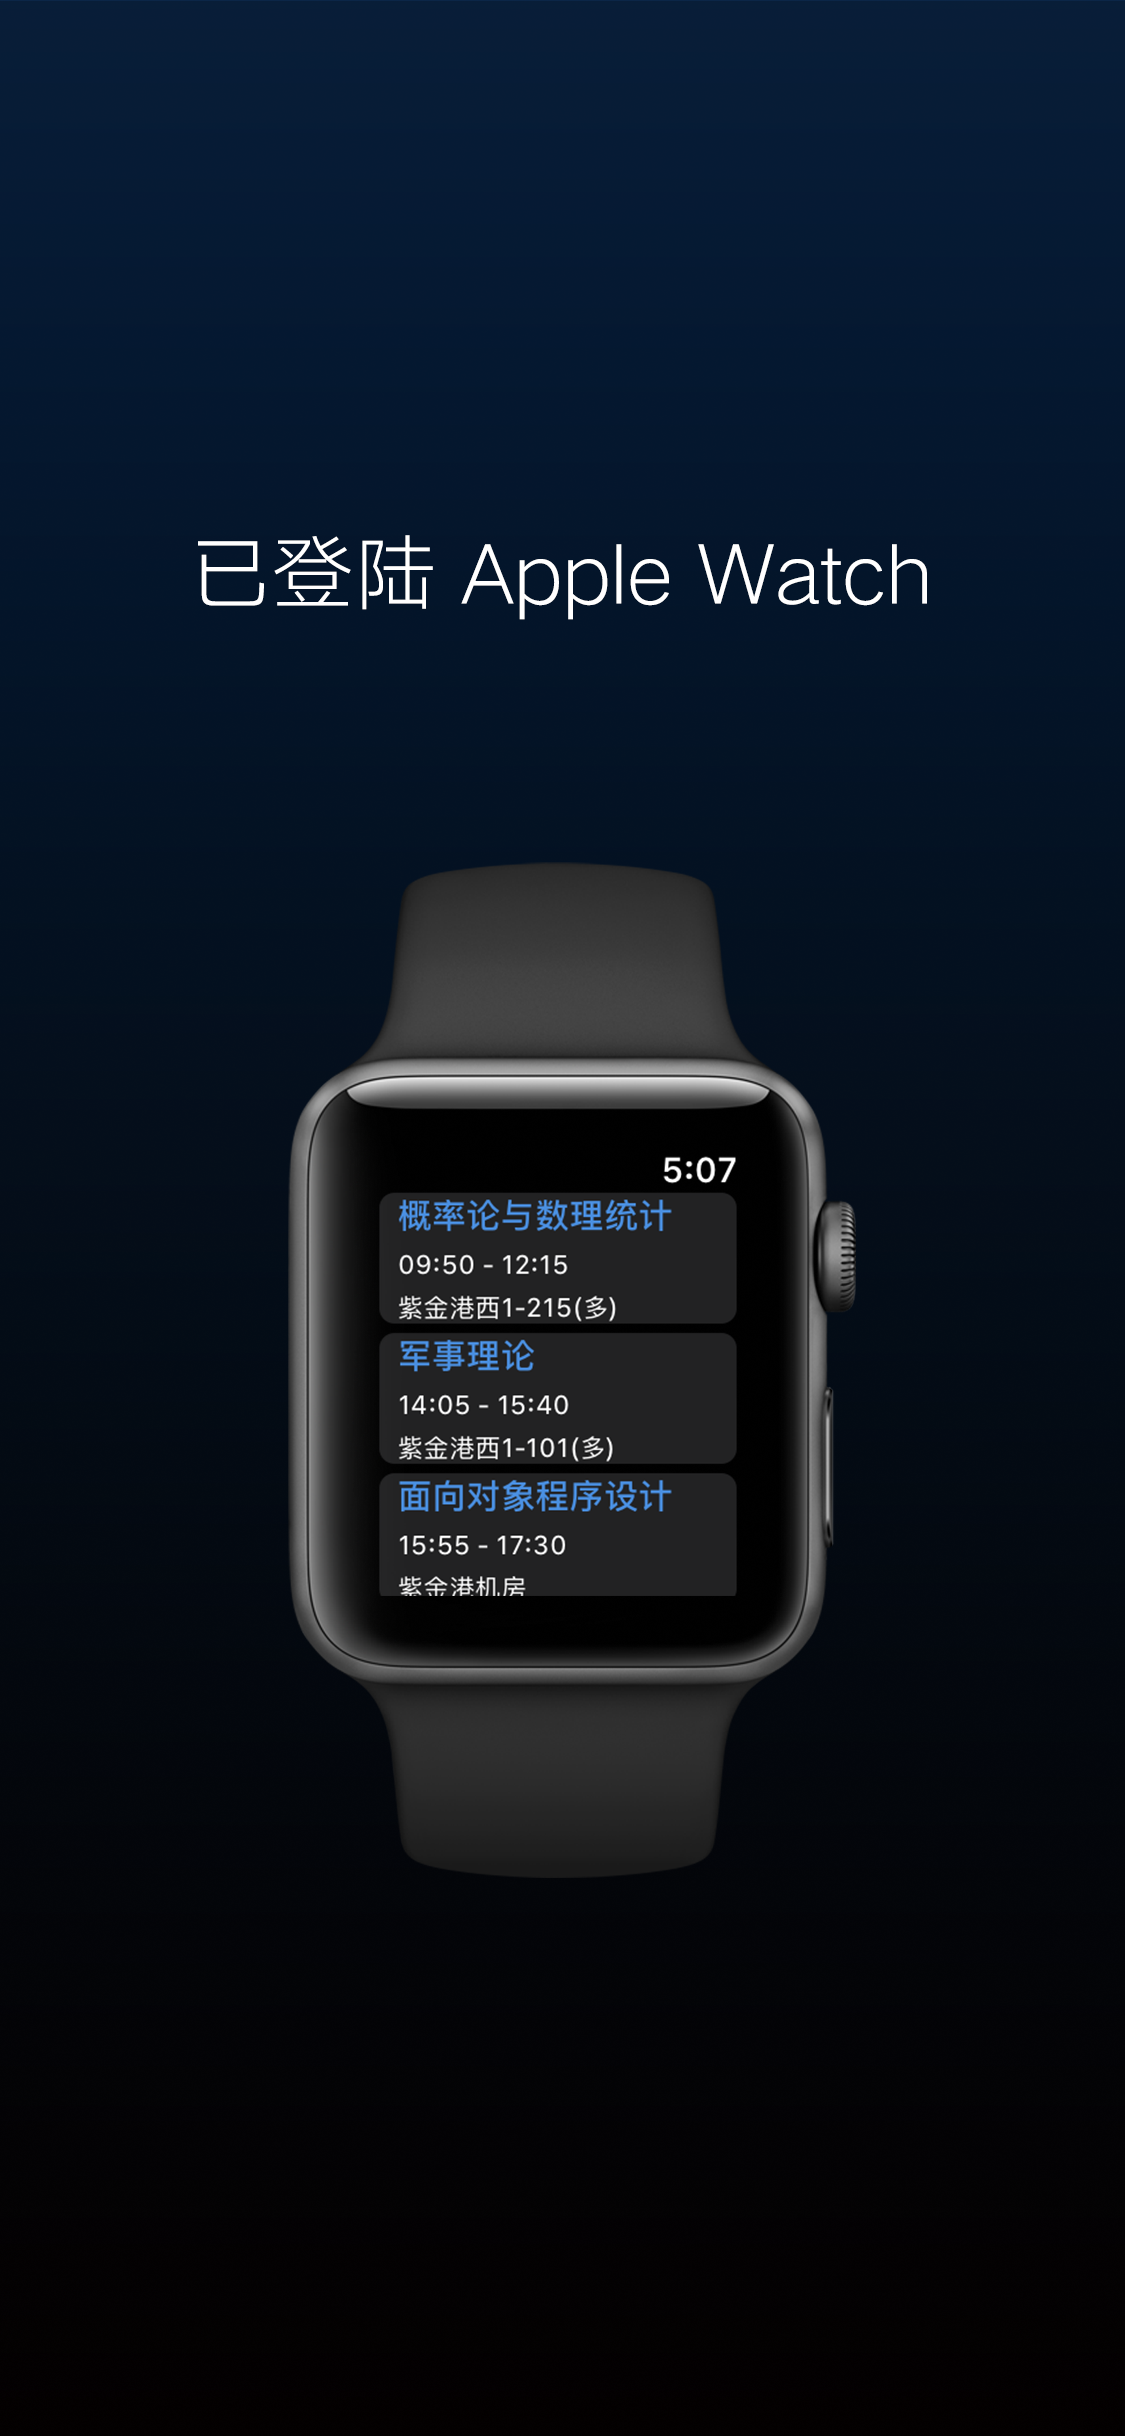 已登陆 Apple Watch
5:07
概率论与数理统计
09:50 - 12:15
紫金港西1-215(多)
军事理论
14:05 - 15:40
紫金港西1-101(多)
面向对象程序设计
15:55 - 17:30
紫金港机房